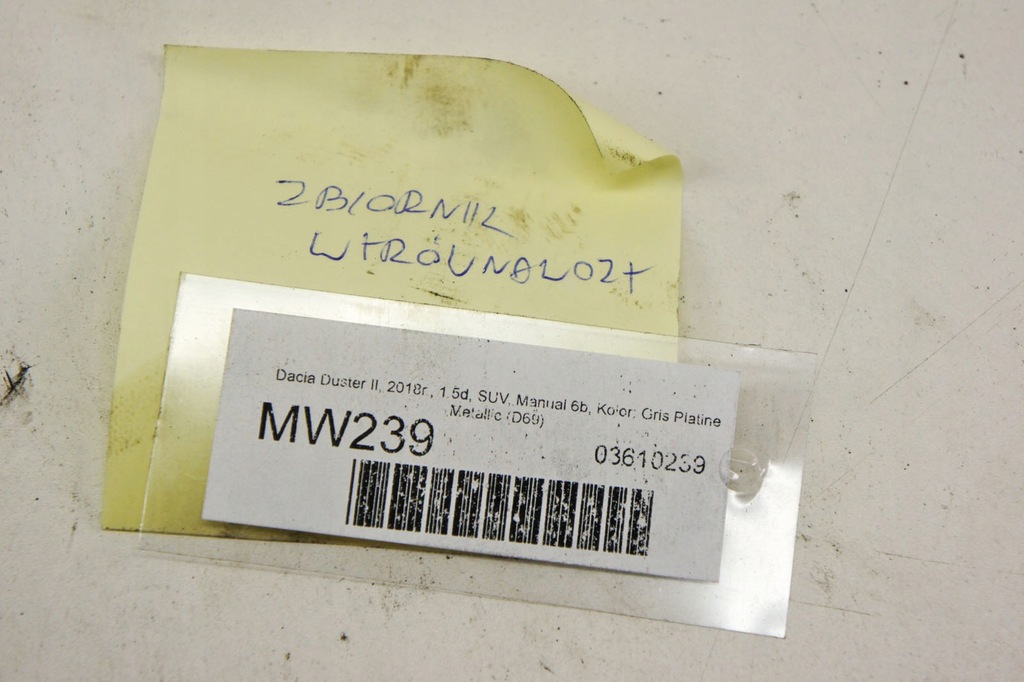 ZBIORNIK
WYRÓWNAWCZY
Dacia Duster II, 2018r., 1.5d, SUV, Manual 6b, Kolor: Gris Platine
Metallic (D69)
MW239
03610239